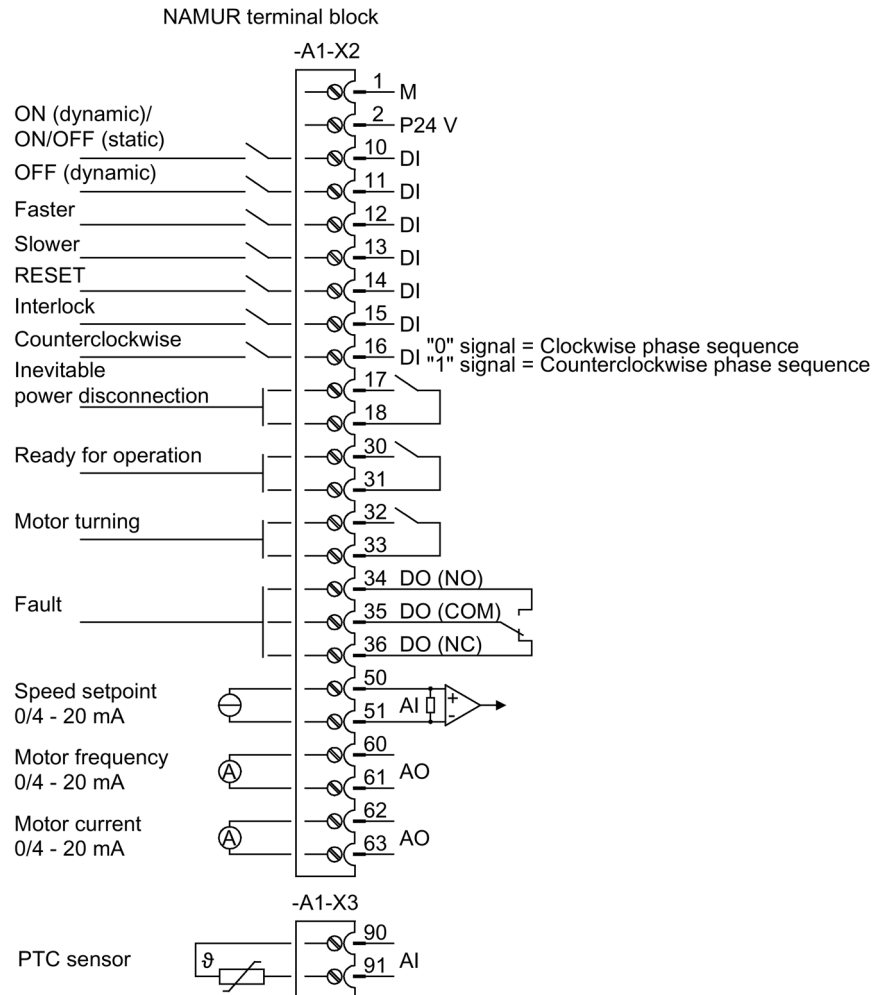 NAMUR terminal block
-A1-X2
1 M
ON (dynamic)/
2 P24 V
ON/OFF (static)
10 DI
OFF (dynamic)
11 DI
Faster
12 DI
Slower
13 DI
RESET
14 DI
Interlock
15 DI
Counterclockwise
16 DI "0" signal = Clockwise phase sequence
"1" signal = Counterclockwise phase sequence
Inevitable
17
power disconnection
18
30
Ready for operation
31
32
Motor turning
33
34 DO (NO)
Fault
35 DO (COM)
36 DO (NC)
50
Speed setpoint
AI + -
0/4 - 20 mA
51
60
Motor frequency
A AO
0/4 - 20 mA
61
62
Motor current
A AO
0/4 - 20 mA
63
-A1-X3
90
PTC sensor ϑ AI
91